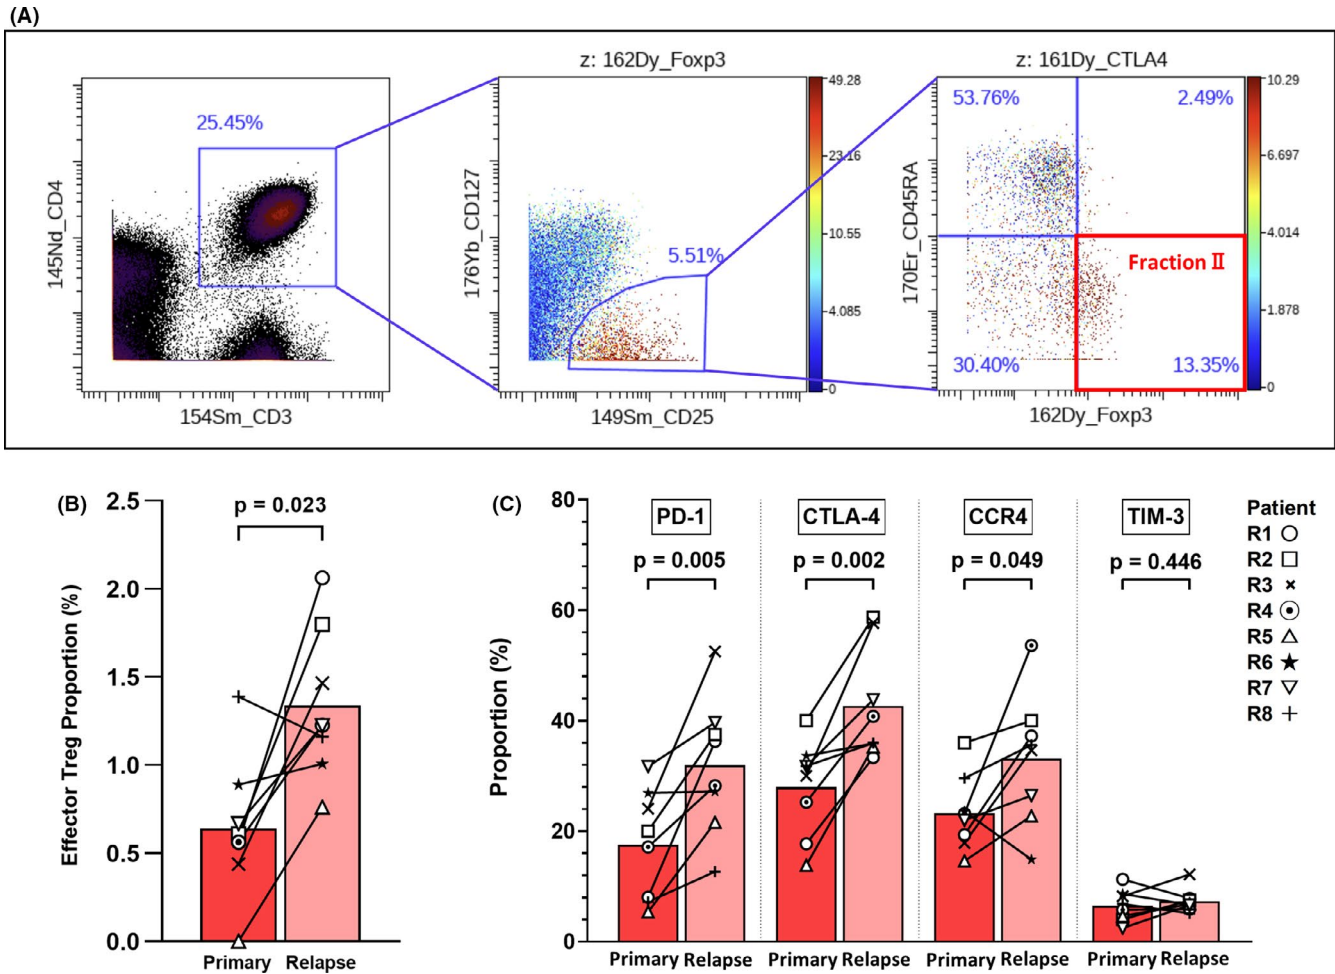 (A)
z: 162Dy_Foxp3
z: 161Dy_CTLA4
25.45%
145Nd_CD4
154Sm_CD3
5.51%
176Yb_CD127
149Sm_CD25
49.28
23.16
10.55
4.085
0
53.76%
2.49%
Fraction Ⅱ
30.40%
13.35%
170Er_CD45RA
162Dy_Foxp3
10.29
6.697
4.014
1.878
0
(B)
p = 0.023
Effector Treg Proportion (%)
2.5
2.0
1.5
1.0
0.5
0.0
Primary Relapse
(C)
Proportion (%)
80
60
40
20
0
PD-1 CTLA-4 CCR4 TIM-3
p = 0.005 p = 0.002 p = 0.049 p = 0.446
Primary Relapse Primary Relapse Primary Relapse Primary Relapse
Patient
R1
R2
R3
R4
R5
R6
R7
R8